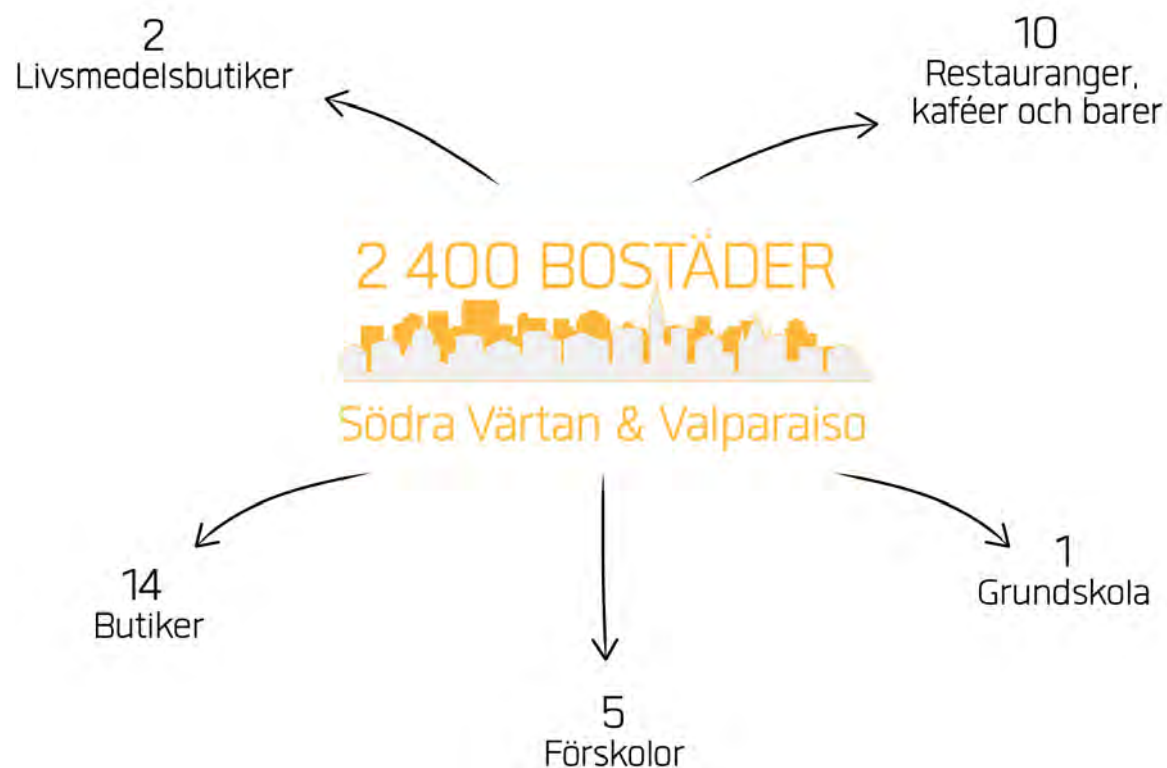 2
Livsmedelsbutiker
10
Restauranger,
kaféer och barer
2 400 BOSTÄDER
Södra Värtan & Valparaiso
14
Butiker
5
Förskolor
1
Grundskola